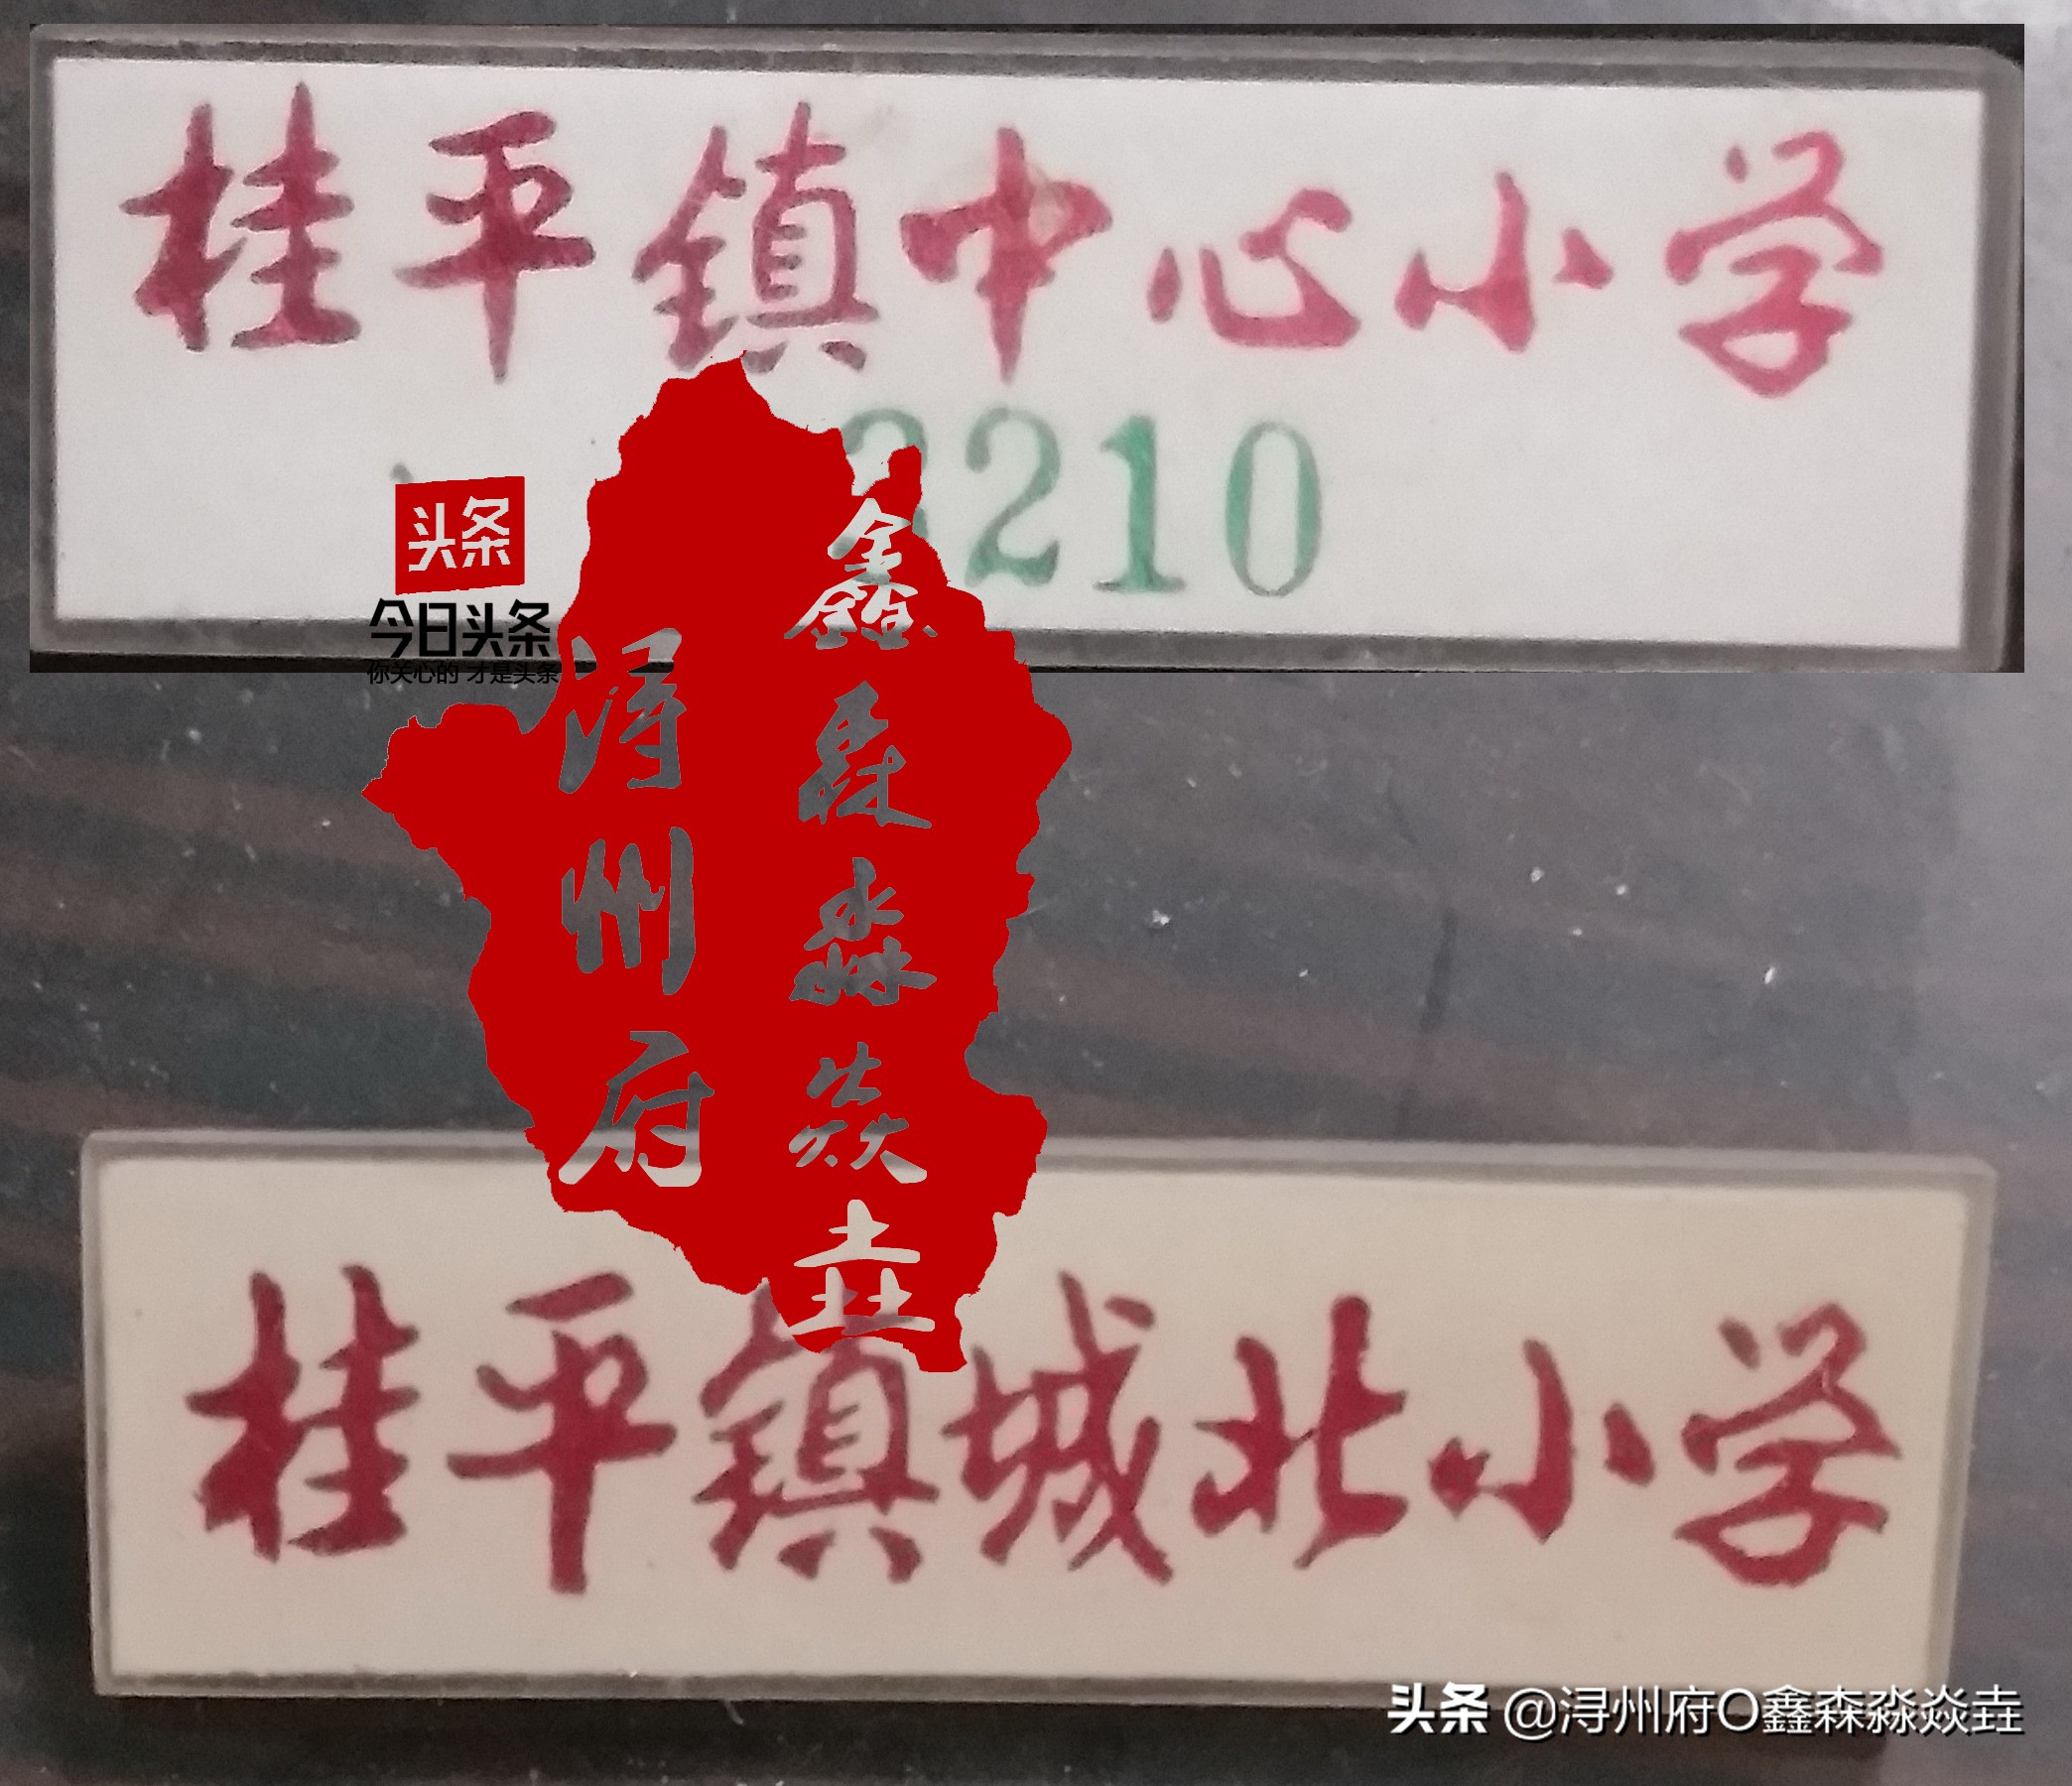 桂平鎮中心小学
3210
头条
今日头条
你关心的 才是头条
浔州府
鑫森淼焱垚
桂平鎮城北小学
头条 @浔州府O鑫森淼焱垚